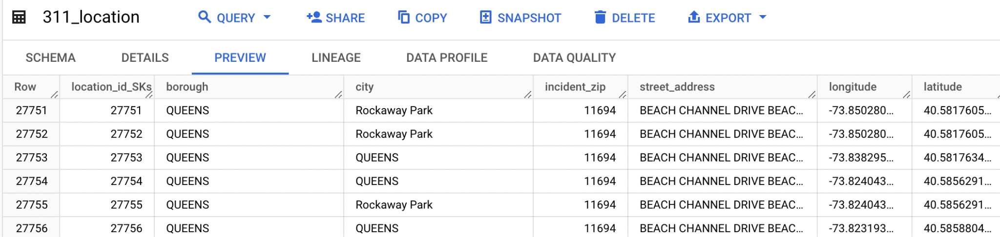 311_location QUERY SHARE COPY SNAPSHOT DELETE EXPORT
SCHEMA DETAILS PREVIEW LINEAGE DATA PROFILE DATA QUALITY
Row location_id_SKs borough city incident_zip street_address longitude latitude
27751 27751 QUEENS Rockaway Park 11694 BEACH CHANNEL DRIVE BEAC... -73.850280... 40.5817605...
27752 27752 QUEENS Rockaway Park 11694 BEACH CHANNEL DRIVE BEAC... -73.850280... 40.5817605...
27753 27753 QUEENS QUEENS 11694 BEACH CHANNEL DRIVE BEAC... -73.838295... 40.5817634...
27754 27754 QUEENS QUEENS 11694 BEACH CHANNEL DRIVE BEAC... -73.824043... 40.5856291...
27755 27755 QUEENS Rockaway Park 11694 BEACH CHANNEL DRIVE BEAC... -73.824043... 40.5856291...
27756 27756 QUEENS QUEENS 11694 BEACH CHANNEL DRIVE BEAC... -73.823193... 40.5858804...